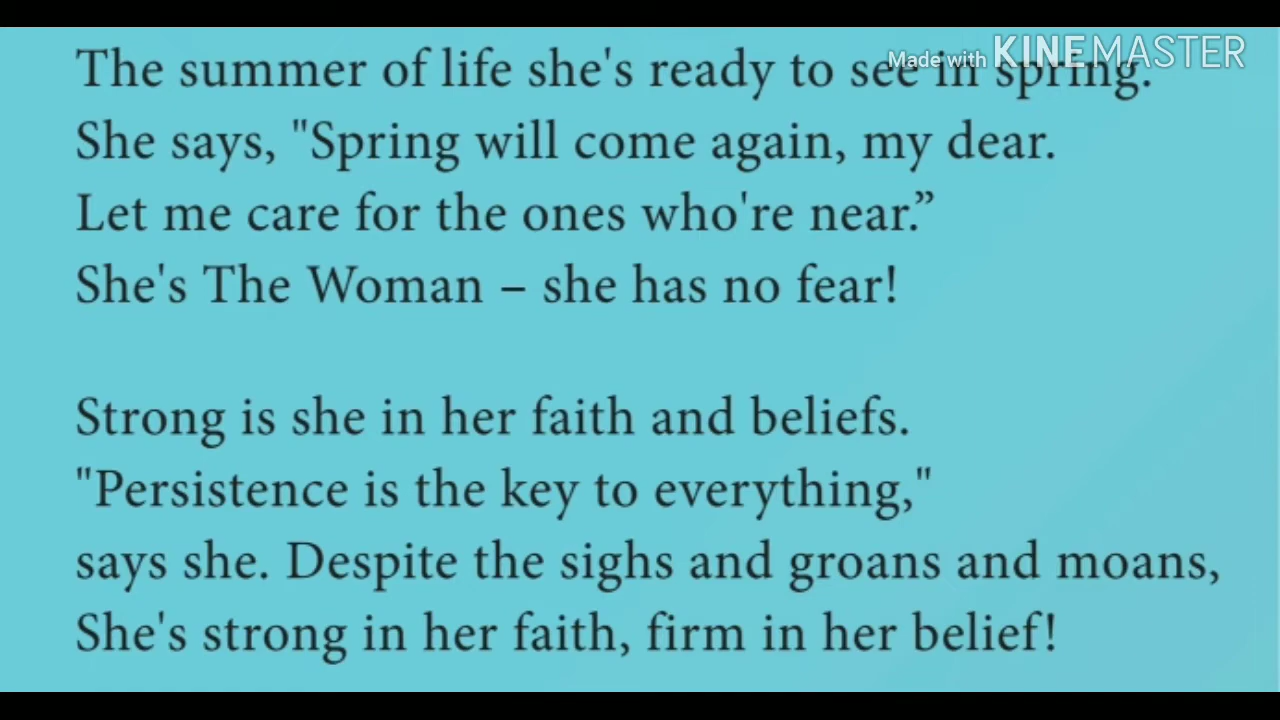 Made with KINEMASTER
The summer of life she's ready to see in spring.
She says, "Spring will come again, my dear.
Let me care for the ones who're near.”
She's The Woman – she has no fear!
Strong is she in her faith and beliefs.
"Persistence is the key to everything,"
says she. Despite the sighs and groans and moans,
She's strong in her faith, firm in her belief!